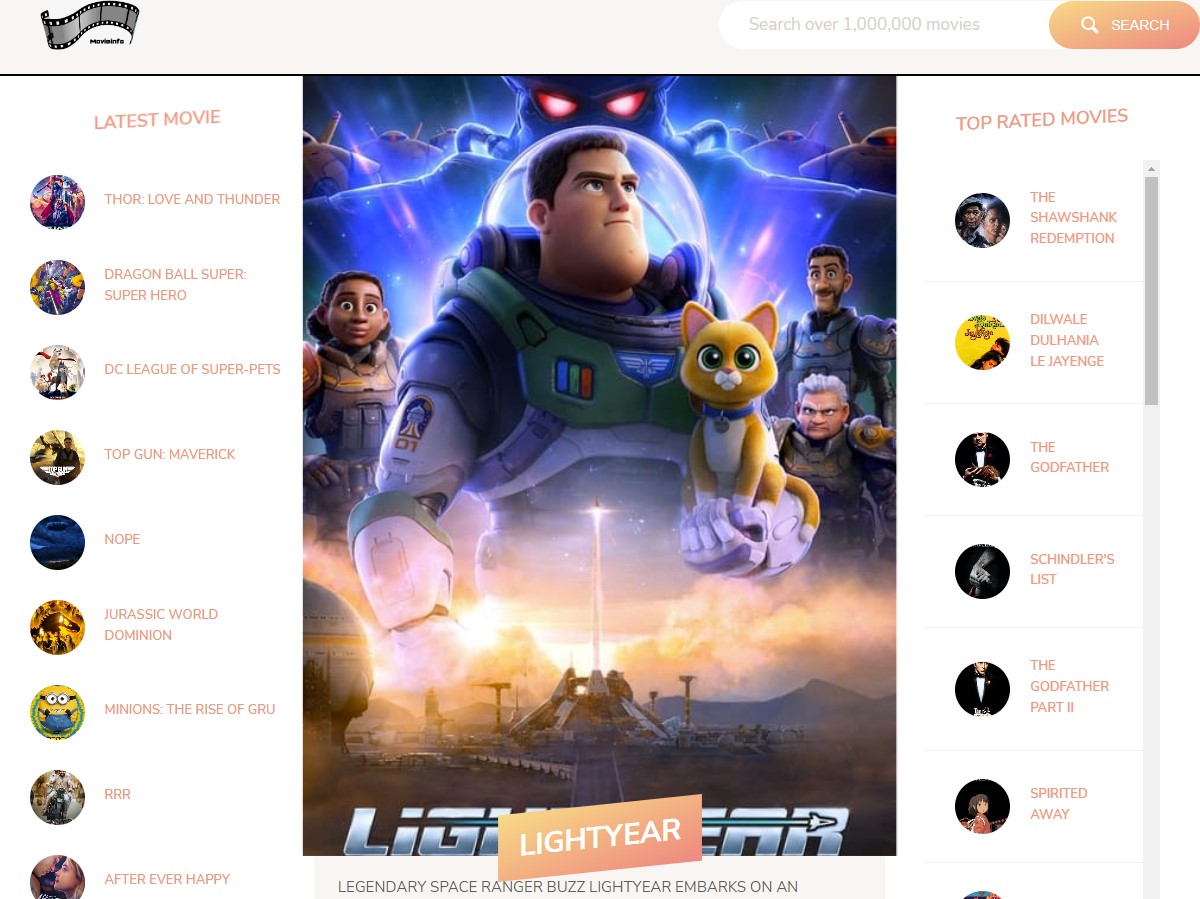 MovieInfo
Search over 1,000,000 movies
SEARCH
LATEST MOVIE
THOR: LOVE AND THUNDER
DRAGON BALL SUPER:
SUPER HERO
DC LEAGUE OF SUPER-PETS
TOP GUN: MAVERICK
NOPE
JURASSIC WORLD
DOMINION
MINIONS: THE RISE OF GRU
RRR
AFTER EVER HAPPY
01
LIGHTYEAR
LEGENDARY SPACE RANGER BUZZ LIGHTYEAR EMBARKS ON AN
TOP RATED MOVIES
THE
SHAWSHANK
REDEMPTION
DILWALE
DULHANIA
LE JAYENGE
THE
GODFATHER
SCHINDLER'S
LIST
THE
GODFATHER
PART II
SPIRITED
AWAY